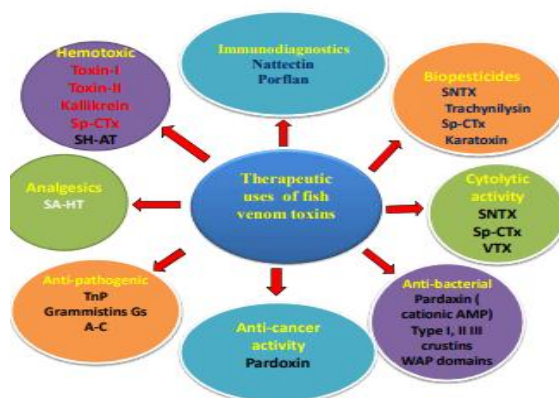 Therapeutic
uses of fish
venom toxins
Immunodiagnostics
Nattectin
Porflan
Biopesticides
SNTX
Trachynilysin
Sp-CTx
Karatoxin
Cytolytic
activity
SNTX
Sp-CTx
VTX
Anti-bacterial
Pardaxin (
cationic AMP)
Type I, II III
crustins
WAP domains
Anti-cancer
activity
Pardoxin
Anti-pathogenic
TnP
Grammistins Gs
A-C
Analgesics
SA-HT
Hemotoxic
Toxin-I
Toxin-II
Kallikrein
Sp-CTx
SH-AT